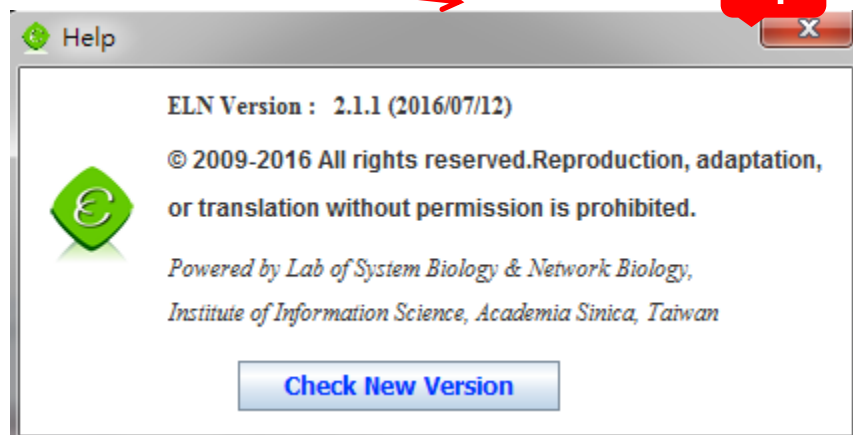 Help
ELN Version : 2.1.1 (2016/07/12)
© 2009-2016 All rights reserved.Reproduction, adaptation,
or translation without permission is prohibited.
Powered by Lab of System Biology & Network Biology,
Institute of Information Science, Academia Sinica, Taiwan
Check New Version